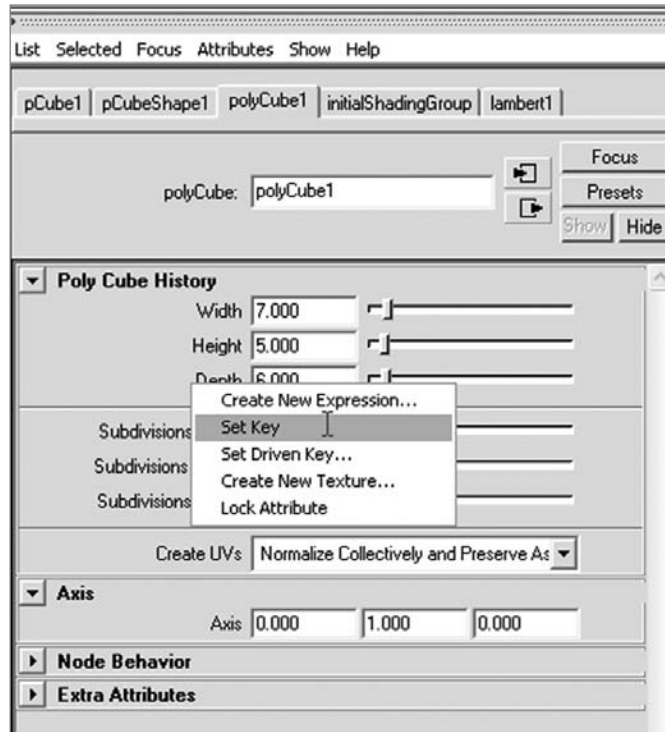 List Selected Focus Attributes Show Help
pCube1 pCubeShape1 polyCube1 initialShadingGroup lambert1
Focus
polyCube: polyCube1 Presets
Show Hide
Poly Cube History
Width 7.000
Height 5.000
Depth 6.000
Create New Expression...
Subdivisions Set Key
Set Driven Key...
Subdivisions
Create New Texture...
Subdivisions
Lock Attribute
Create UVs Normalize Collectively and Preserve As
Axis
Axis 0.000 1.000 0.000
Node Behavior
Extra Attributes